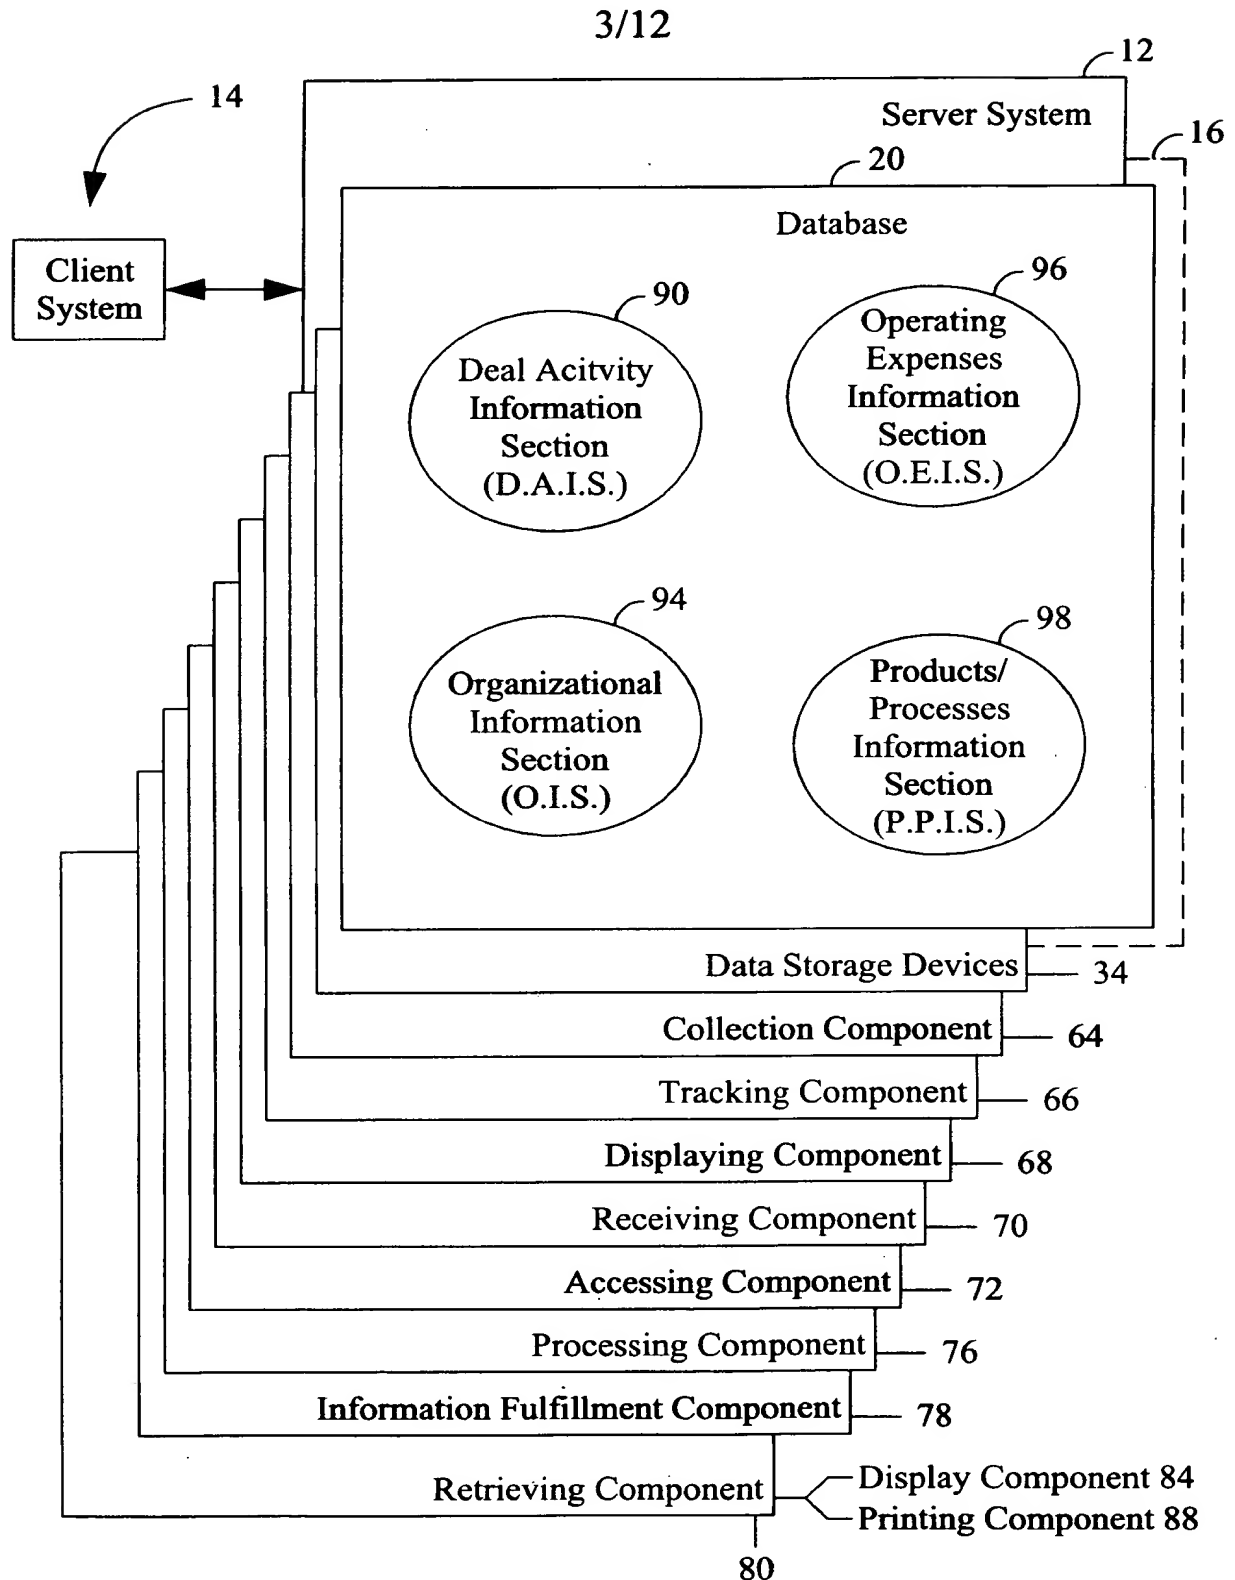 3/12
12
14
Server System
16
20
Database
Client
System
90
Deal Acitvity
Information
Section
(D.A.I.S.)
96
Operating
Expenses
Information
Section
(O.E.I.S.)
94
Organizational
Information
Section
(O.I.S.)
98
Products/
Processes
Information
Section
(P.P.I.S.)
Data Storage Devices 34
Collection Component 64
Tracking Component 66
Displaying Component 68
Receiving Component 70
Accessing Component 72
Processing Component 76
Information Fulfillment Component 78
Retrieving Component
Display Component 84
Printing Component 88
80